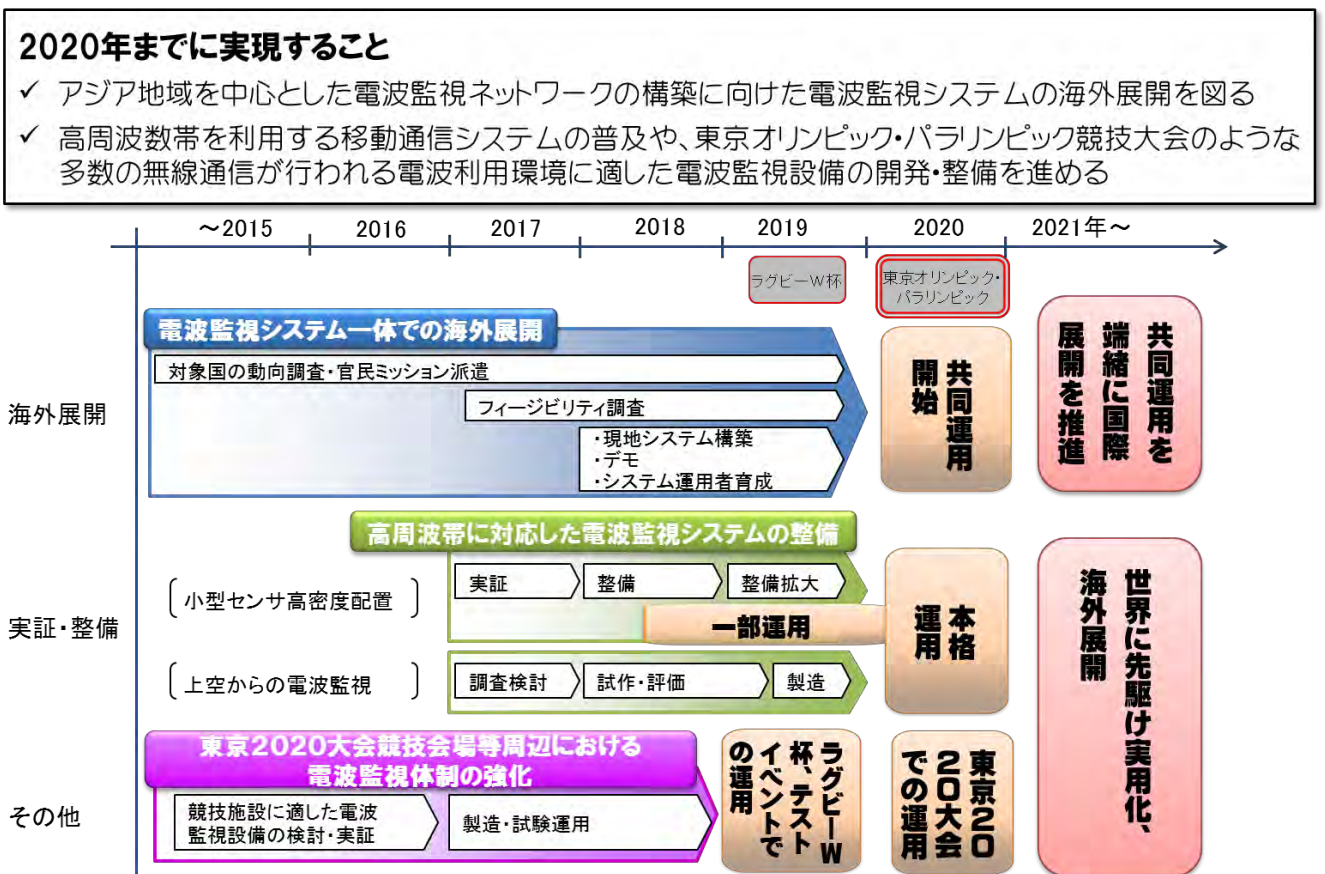 2020年までに実現すること
✓ アジア地域を中心とした電波監視ネットワークの構築に向けた電波監視システムの海外展開を図る
✓ 高周波数帯を利用する移動通信システムの普及や、東京オリンピック・パラリンピック競技大会のような
多数の無線通信が行われる電波利用環境に適した電波監視設備の開発・整備を進める
～2015 2016 2017 2018 2019 2020 2021年～
ラグビーW杯
東京オリンピック・
パラリンピック
海外展開
電波監視システム一体での海外展開
対象国の動向調査・官民ミッション派遣
フィージビリティ調査
・現地システム構築
・デモ
・システム運用者育成
共同運用
開始
共同運用を
端緒に国際
展開を推進
実証・整備
高周波帯に対応した電波監視システムの整備
小型センサ高密度配置
実証
整備
整備拡大
一部運用
上空からの電波監視
調査検討
試作・評価
製造
本格
運用
世界に先駆け実用化、
海外展開
その他
東京2020大会競技会場等周辺における
電波監視体制の強化
競技施設に適した電波
監視設備の検討・実証
製造・試験運用
ラグビーW
杯、テスト
イベントで
の運用
東京20
20大会
での運用